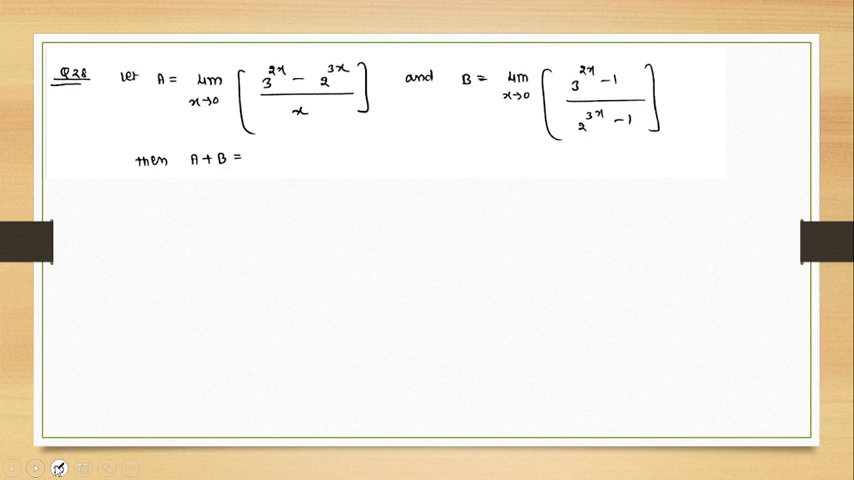 Q28 Let A = lim x→0 [ (3^{2x} − 2^{3x}) / x ] and B = lim x→0 [ (3^{2x} − 1) / (2^{3x} − 1) ]
then A + B =